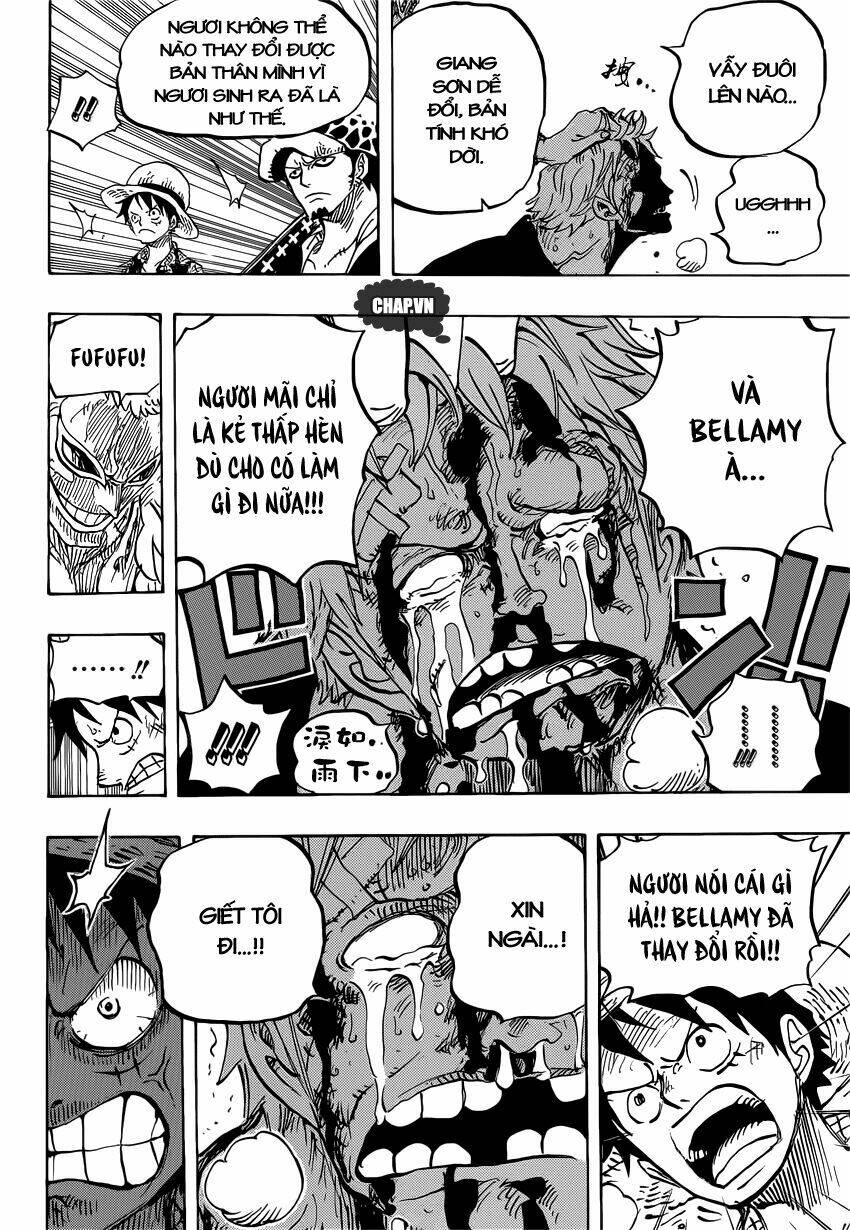 VẪY ĐUÔI
LÊN NÀO...
UGGHHH
...
GIANG
SƠN DỄ
ĐỔI, BẢN
TÍNH KHÓ
DỜI.
NGƯƠI KHÔNG THỂ
NÀO THAY ĐỔI ĐƯỢC
BẢN THÂN MÌNH VÌ
NGƯƠI SINH RA ĐÃ LÀ
NHƯ THẾ.
!!
CHAP.VN
VÀ
BELLAMY
À...
NGƯƠI MÃI CHỈ
LÀ KẺ THẤP HÈN
DÙ CHO CÓ LÀM
GÌ ĐI NỮA!!!
ドン!!
!!!
淚如..
雨下..
!!!
FUFUFU!
......!!
NGƯƠI NÓI CÁI GÌ
HẢ!! BELLAMY ĐÃ
THAY ĐỔI RỒI!!
XIN
NGÀI...!
GIẾT TÔI
ĐI...!!